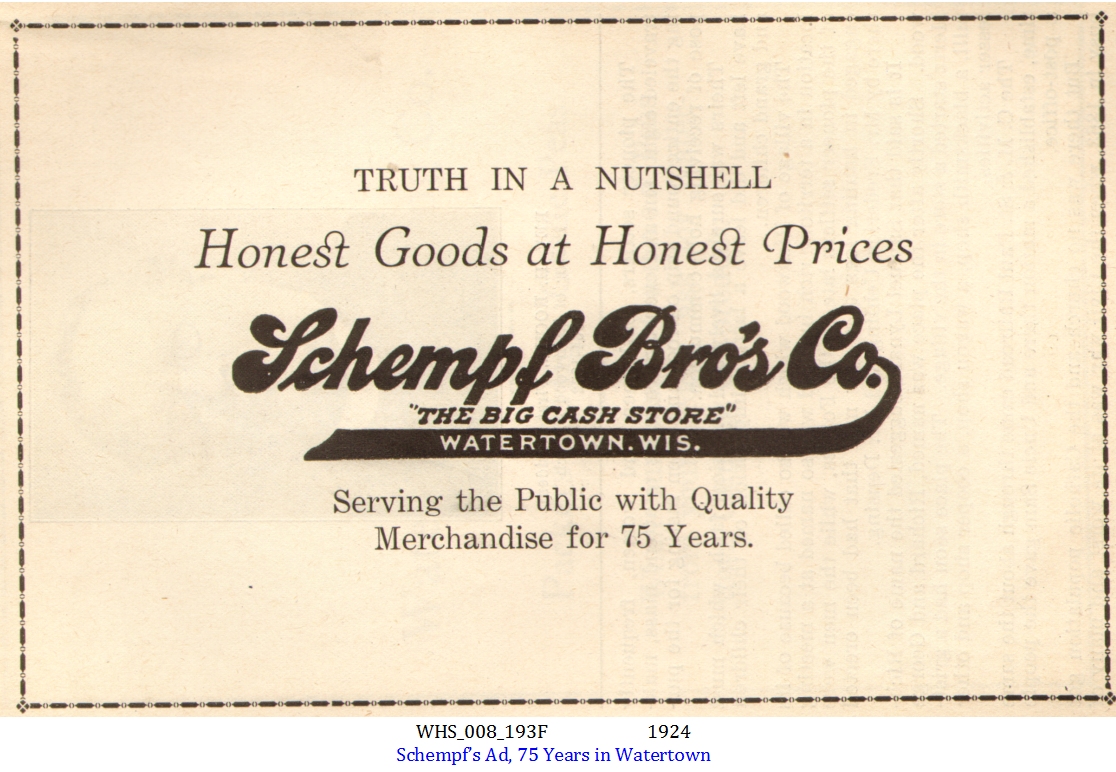 TRUTH IN A NUTSHELL
Honest Goods at Honest Prices
Schempf Bro's Co.
"THE BIG CASH STORE"
WATERTOWN. WIS.
Serving the Public with Quality
Merchandise for 75 Years.
WHS_008_193F 1924
Schempf's Ad, 75 Years in Watertown